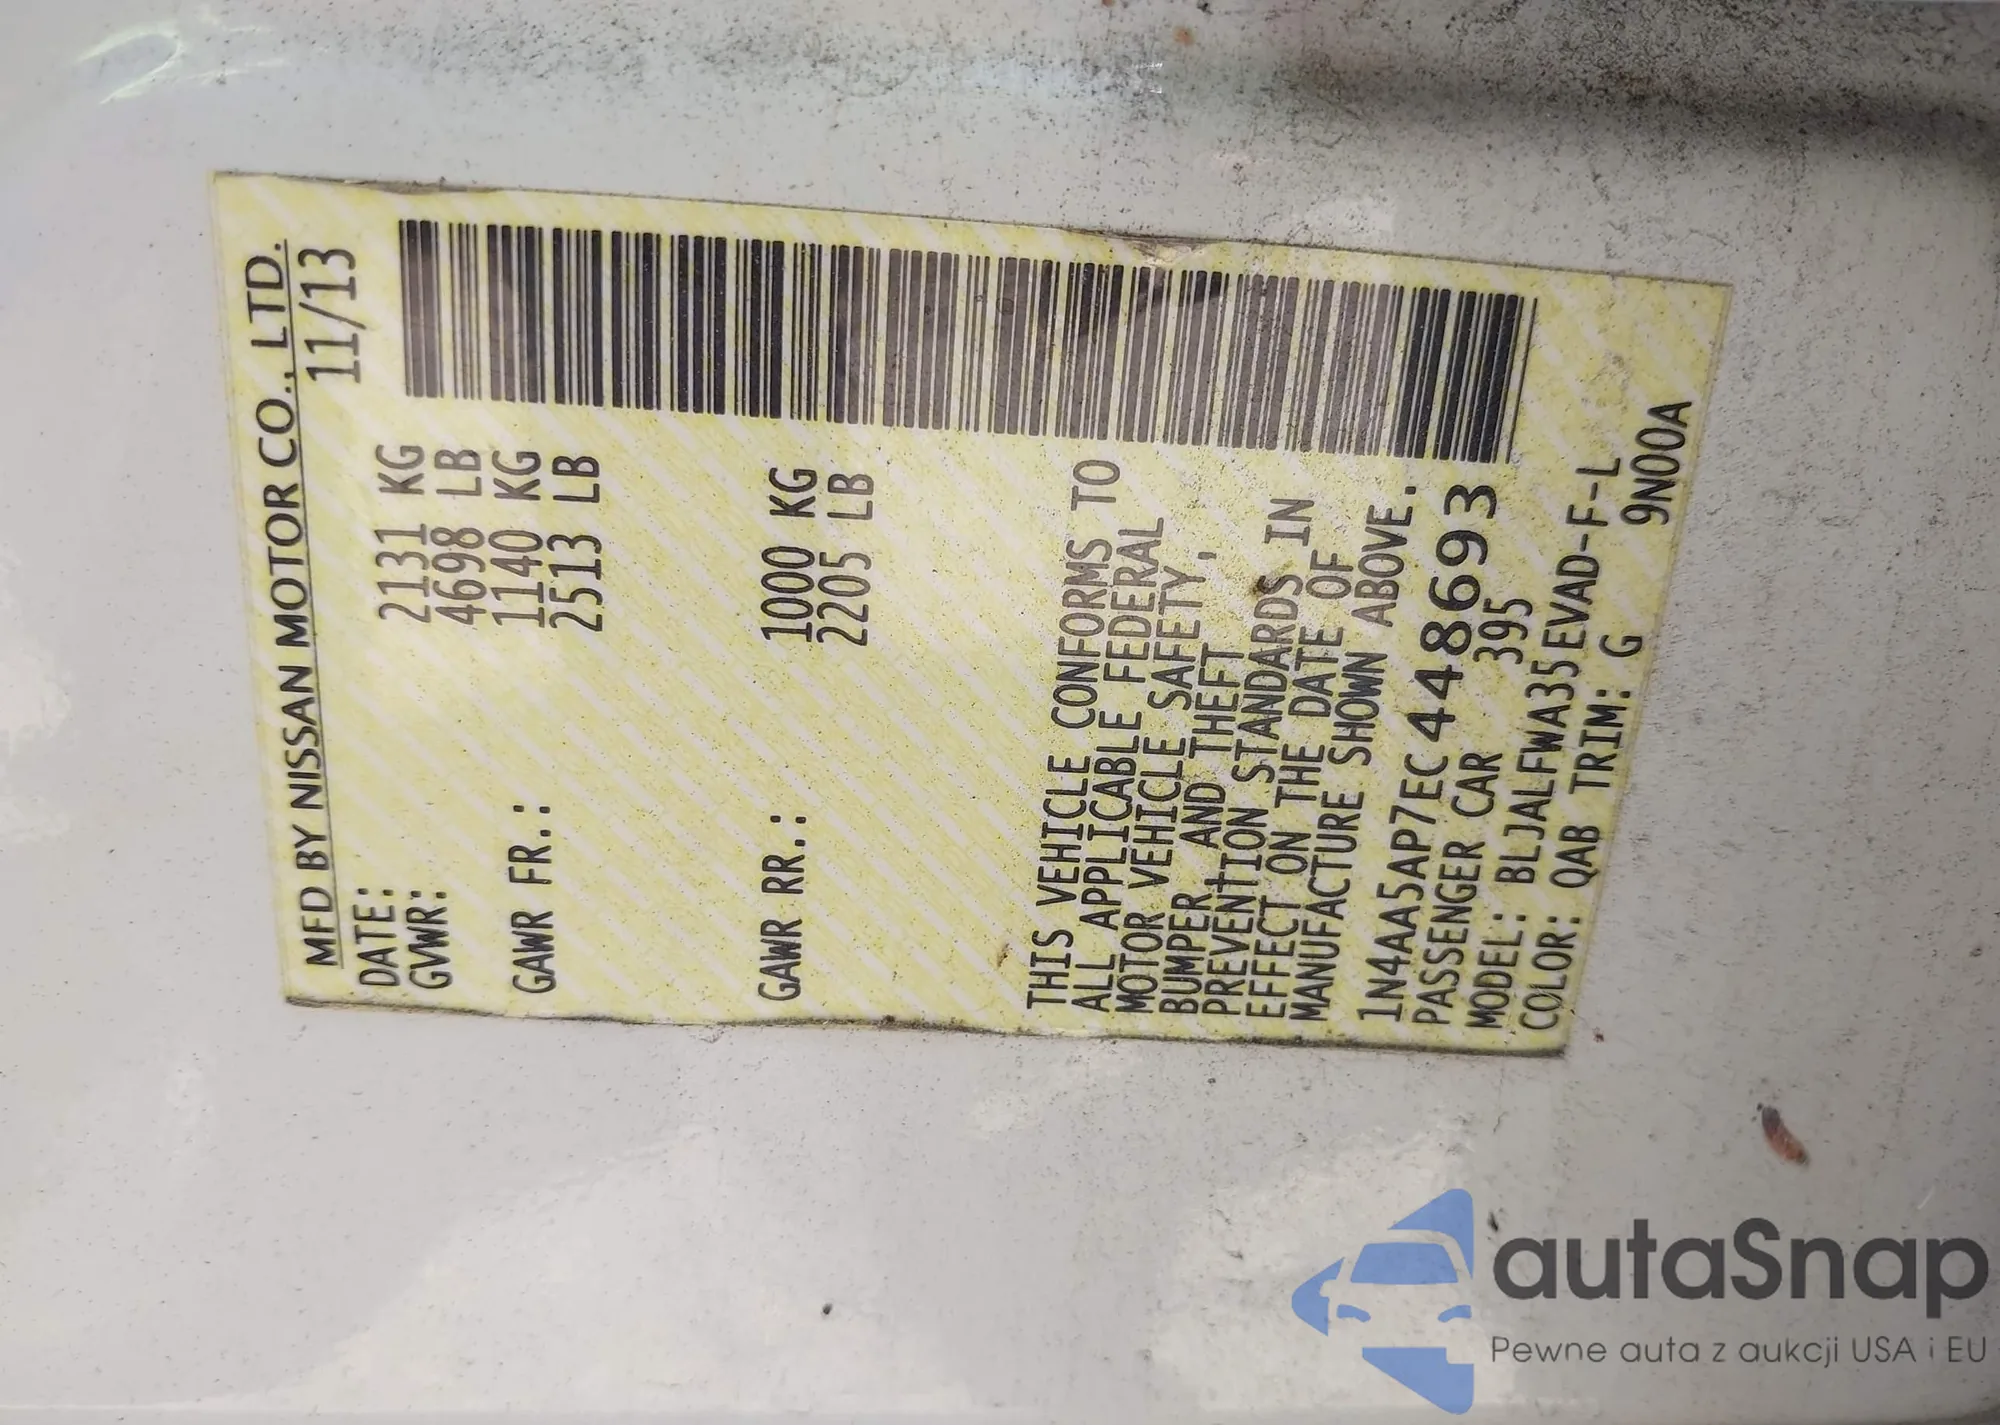 MFD BY NISSAN MOTOR CO., LTD.
DATE: 11/13
GVWR: 2131 KG
4698 LB
GAWR FR.: 1140 KG
2513 LB
GAWR RR.: 1000 KG
2205 LB
THIS VEHICLE CONFORMS TO
ALL APPLICABLE FEDERAL
MOTOR VEHICLE SAFETY,
BUMPER AND THEFT
PREVENTION STANDARDS IN
EFFECT ON THE DATE OF
MANUFACTURE SHOWN ABOVE.
1N4AA5AP7EC448693
PASSENGER CAR 395
MODEL: BLJALFWA35EVAD-F-L
COLOR: QAB TRIM: G 9N00A
autaSnap
Pewne auta z aukcji USA i EU